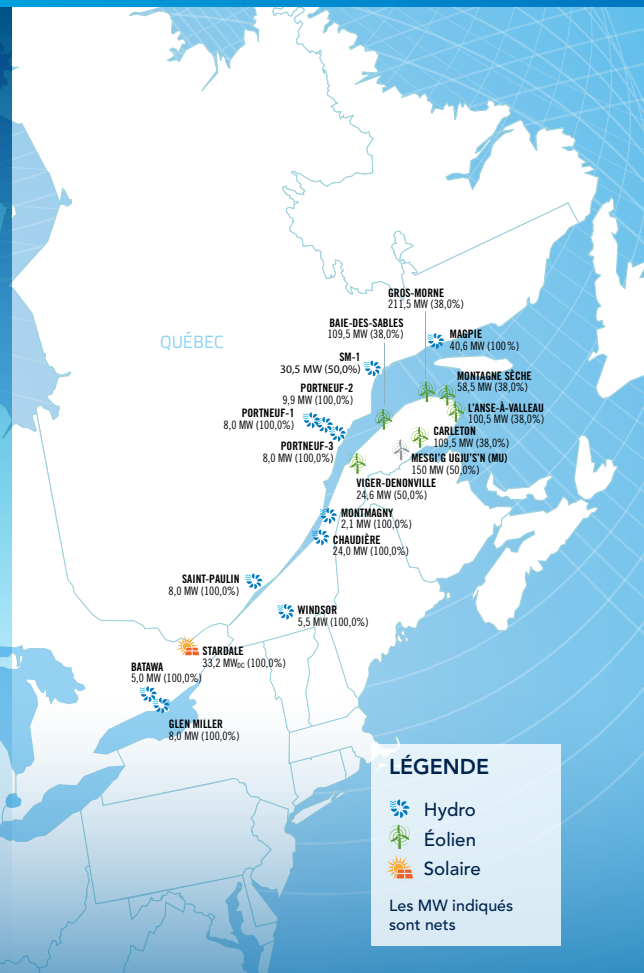 GROS-MORNE
211,5 MW (38,0%)
BAIE-DES-SABLES
109,5 MW (38,0%)
MAGPIE
40,6 MW (100 %)
QUÉBEC
SM-1
30,5 MW (50,0%)
MONTAGNE SÈCHE
58,5 MW (38,0%)
PORTNEUF-2
9,9 MW (100,0%)
L'ANSE-À-VALLEAU
100,5 MW (38,0%)
PORTNEUF-1
8,0 MW (100,0%)
CARLETON
109,5 MW (38,0%)
PORTNEUF-3
8,0 MW (100,0%)
MESGI'G UGJU'S'N (MU)
150 MW (50,0%)
VIGER-DENONVILLE
24,6 MW (50,0%)
MONTMAGNY
2,1 MW (100,0%)
CHAUDIÈRE
24,0 MW (100,0%)
SAINT-PAULIN
8,0 MW (100,0%)
WINDSOR
5,5 MW (100,0%)
STARDALE
33,2 MWDC (100,0%)
BATAWA
5,0 MW (100,0%)
GLEN MILLER
8,0 MW (100,0%)
LÉGENDE
Hydro
Éolien
Solaire
Les MW indiqués
sont nets